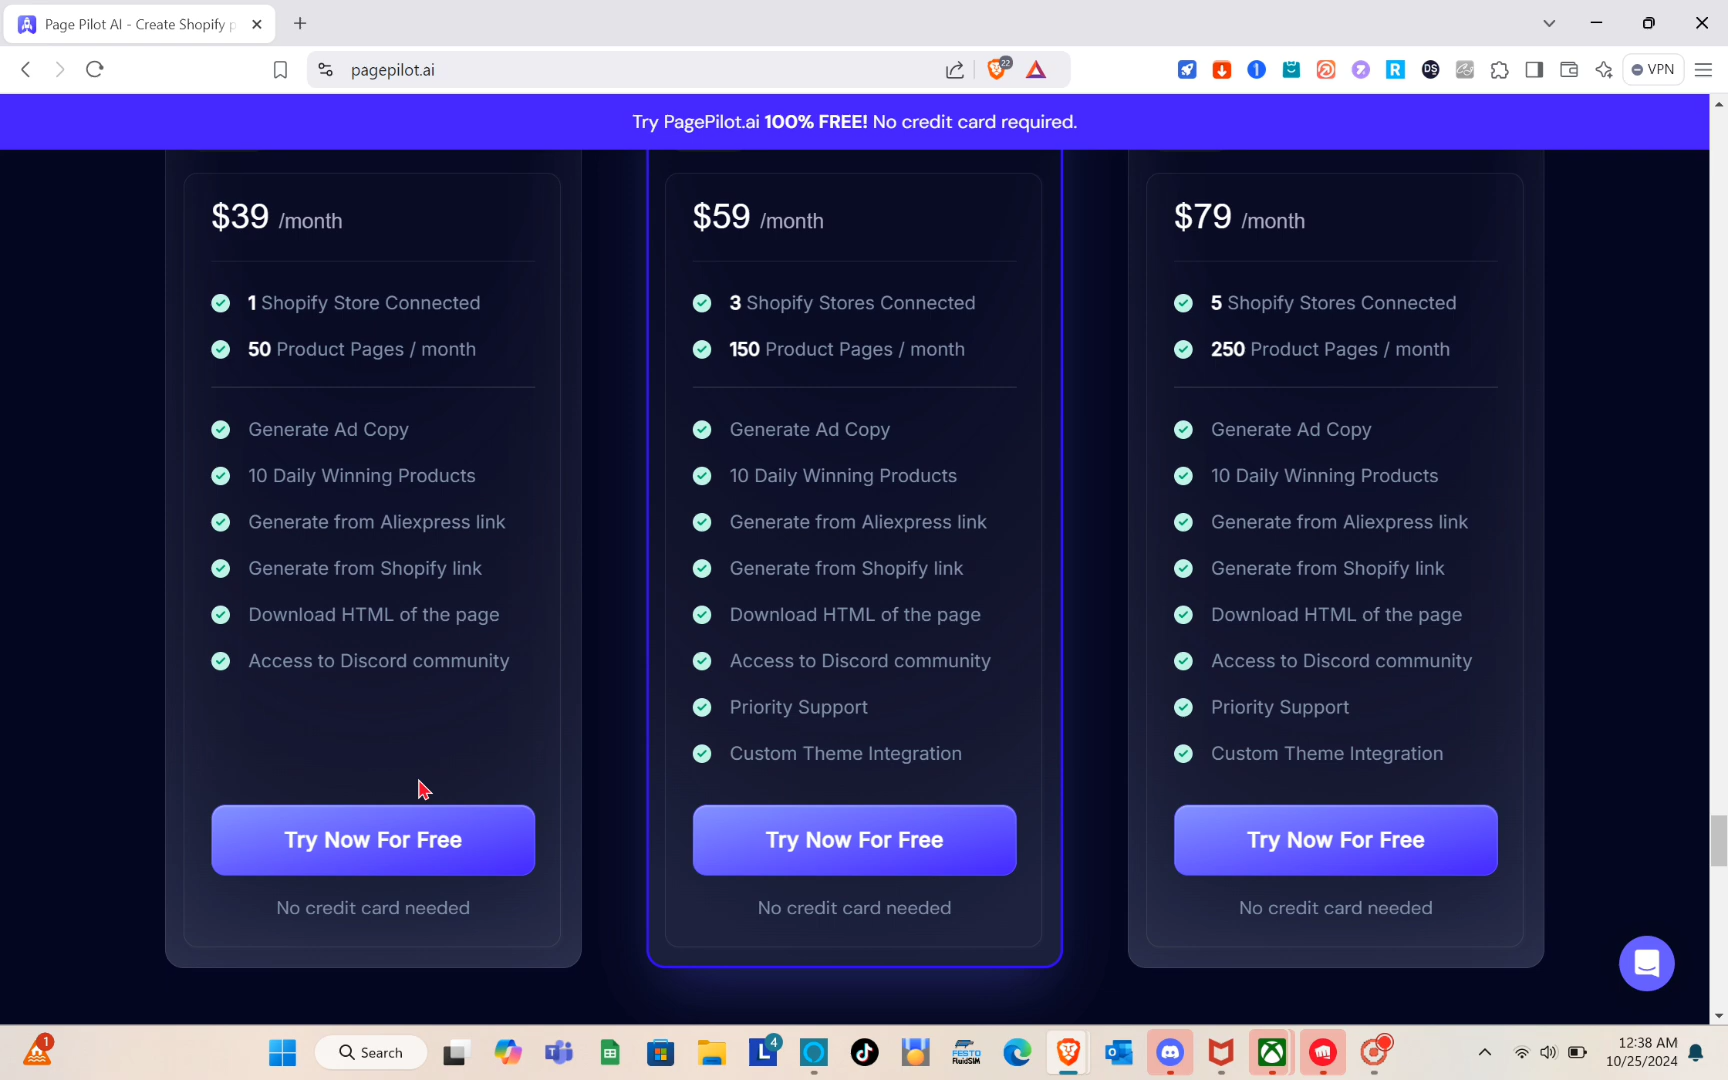 Page Pilot AI - Create Shopify p
pagepilot.ai
22
DS
VPN
Try PagePilot.ai 100% FREE! No credit card required.
$39 /month
1 Shopify Store Connected
50 Product Pages / month
Generate Ad Copy
10 Daily Winning Products
Generate from Aliexpress link
Generate from Shopify link
Download HTML of the page
Access to Discord community
Try Now For Free
No credit card needed
$59 /month
3 Shopify Stores Connected
150 Product Pages / month
Generate Ad Copy
10 Daily Winning Products
Generate from Aliexpress link
Generate from Shopify link
Download HTML of the page
Access to Discord community
Priority Support
Custom Theme Integration
Try Now For Free
No credit card needed
$79 /month
5 Shopify Stores Connected
250 Product Pages / month
Generate Ad Copy
10 Daily Winning Products
Generate from Aliexpress link
Generate from Shopify link
Download HTML of the page
Access to Discord community
Priority Support
Custom Theme Integration
Try Now For Free
No credit card needed
1
Search
L
4
FESTO
FluidSIM
12:38 AM
10/25/2024